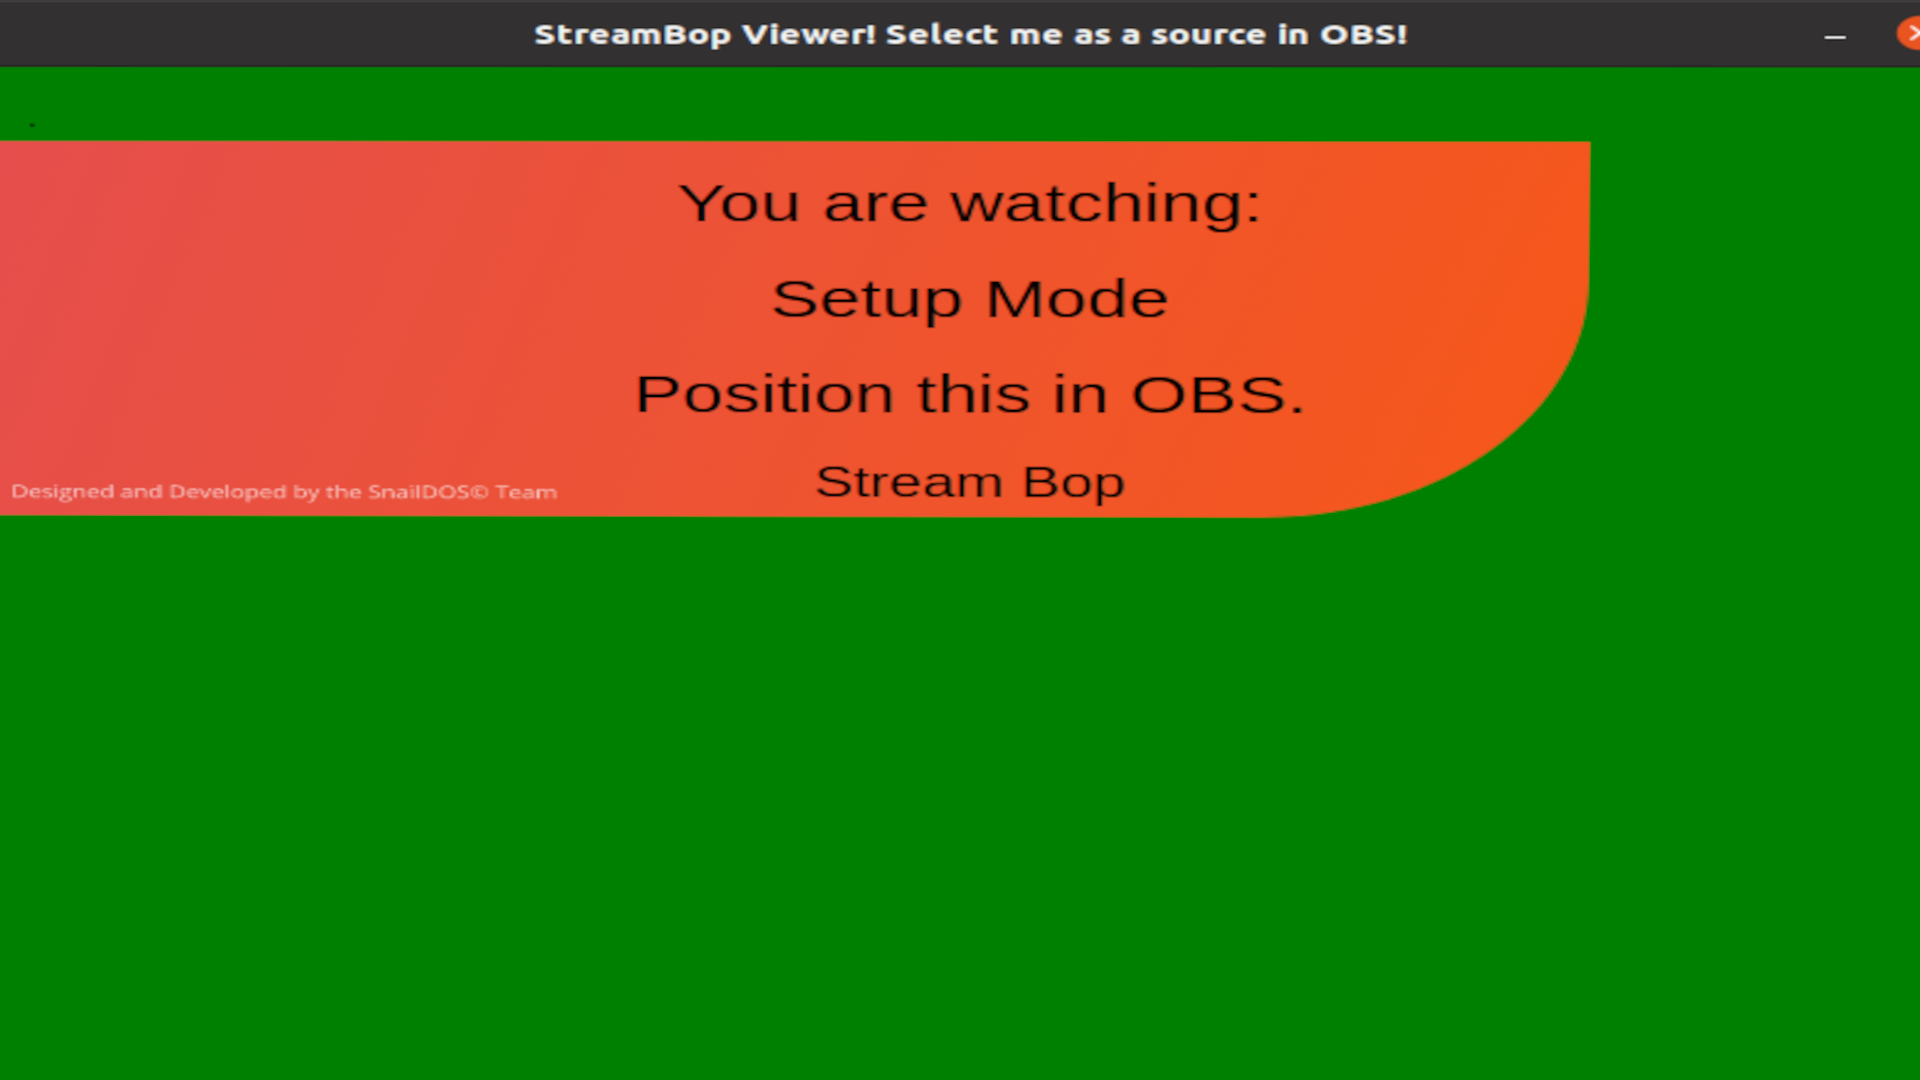 StreamBop Viewer! Select me as a source in OBS!
You are watching:
Setup Mode
Position this in OBS.
Stream Bop
Designed and Developed by the SnailDOS© Team